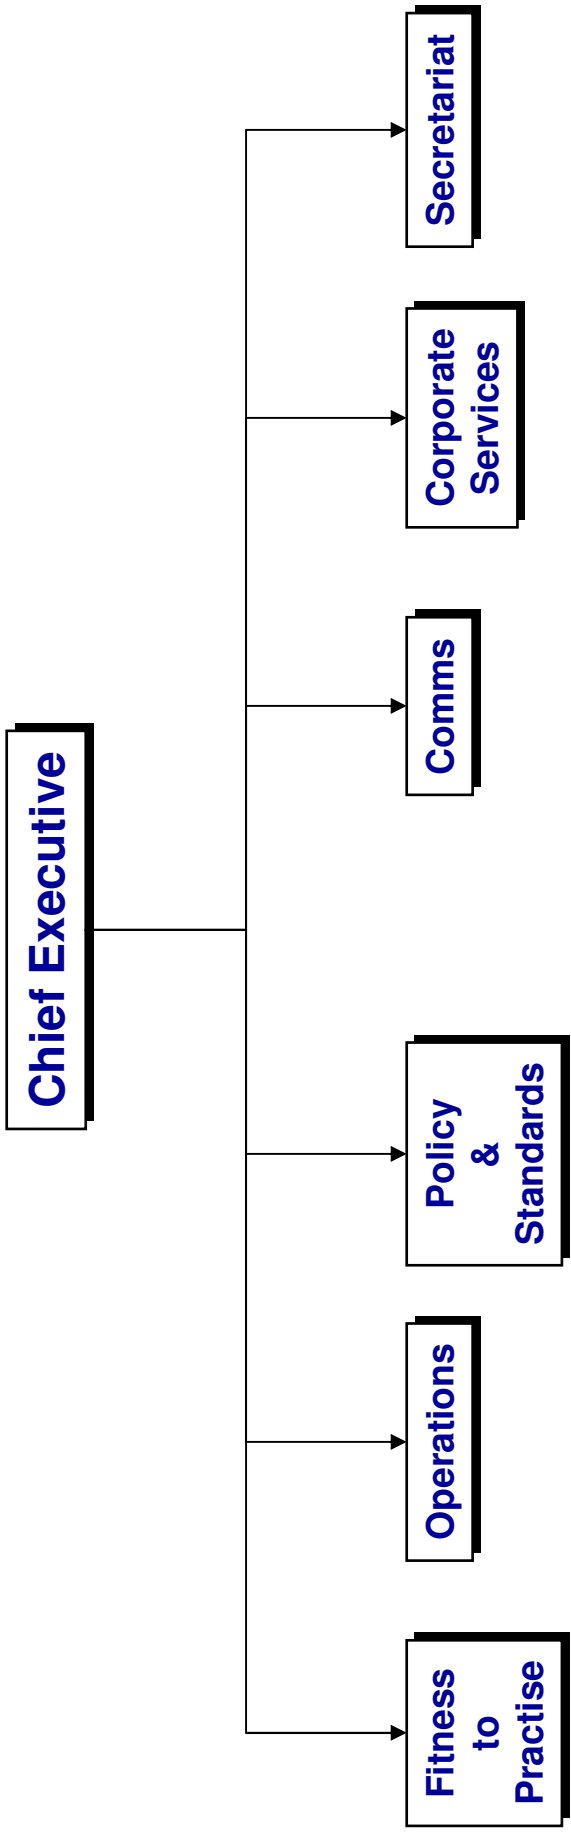 Chief Executive
Fitness
to
Practise
Operations
Policy
&
Standards
Comms
Corporate
Services
Secretariat